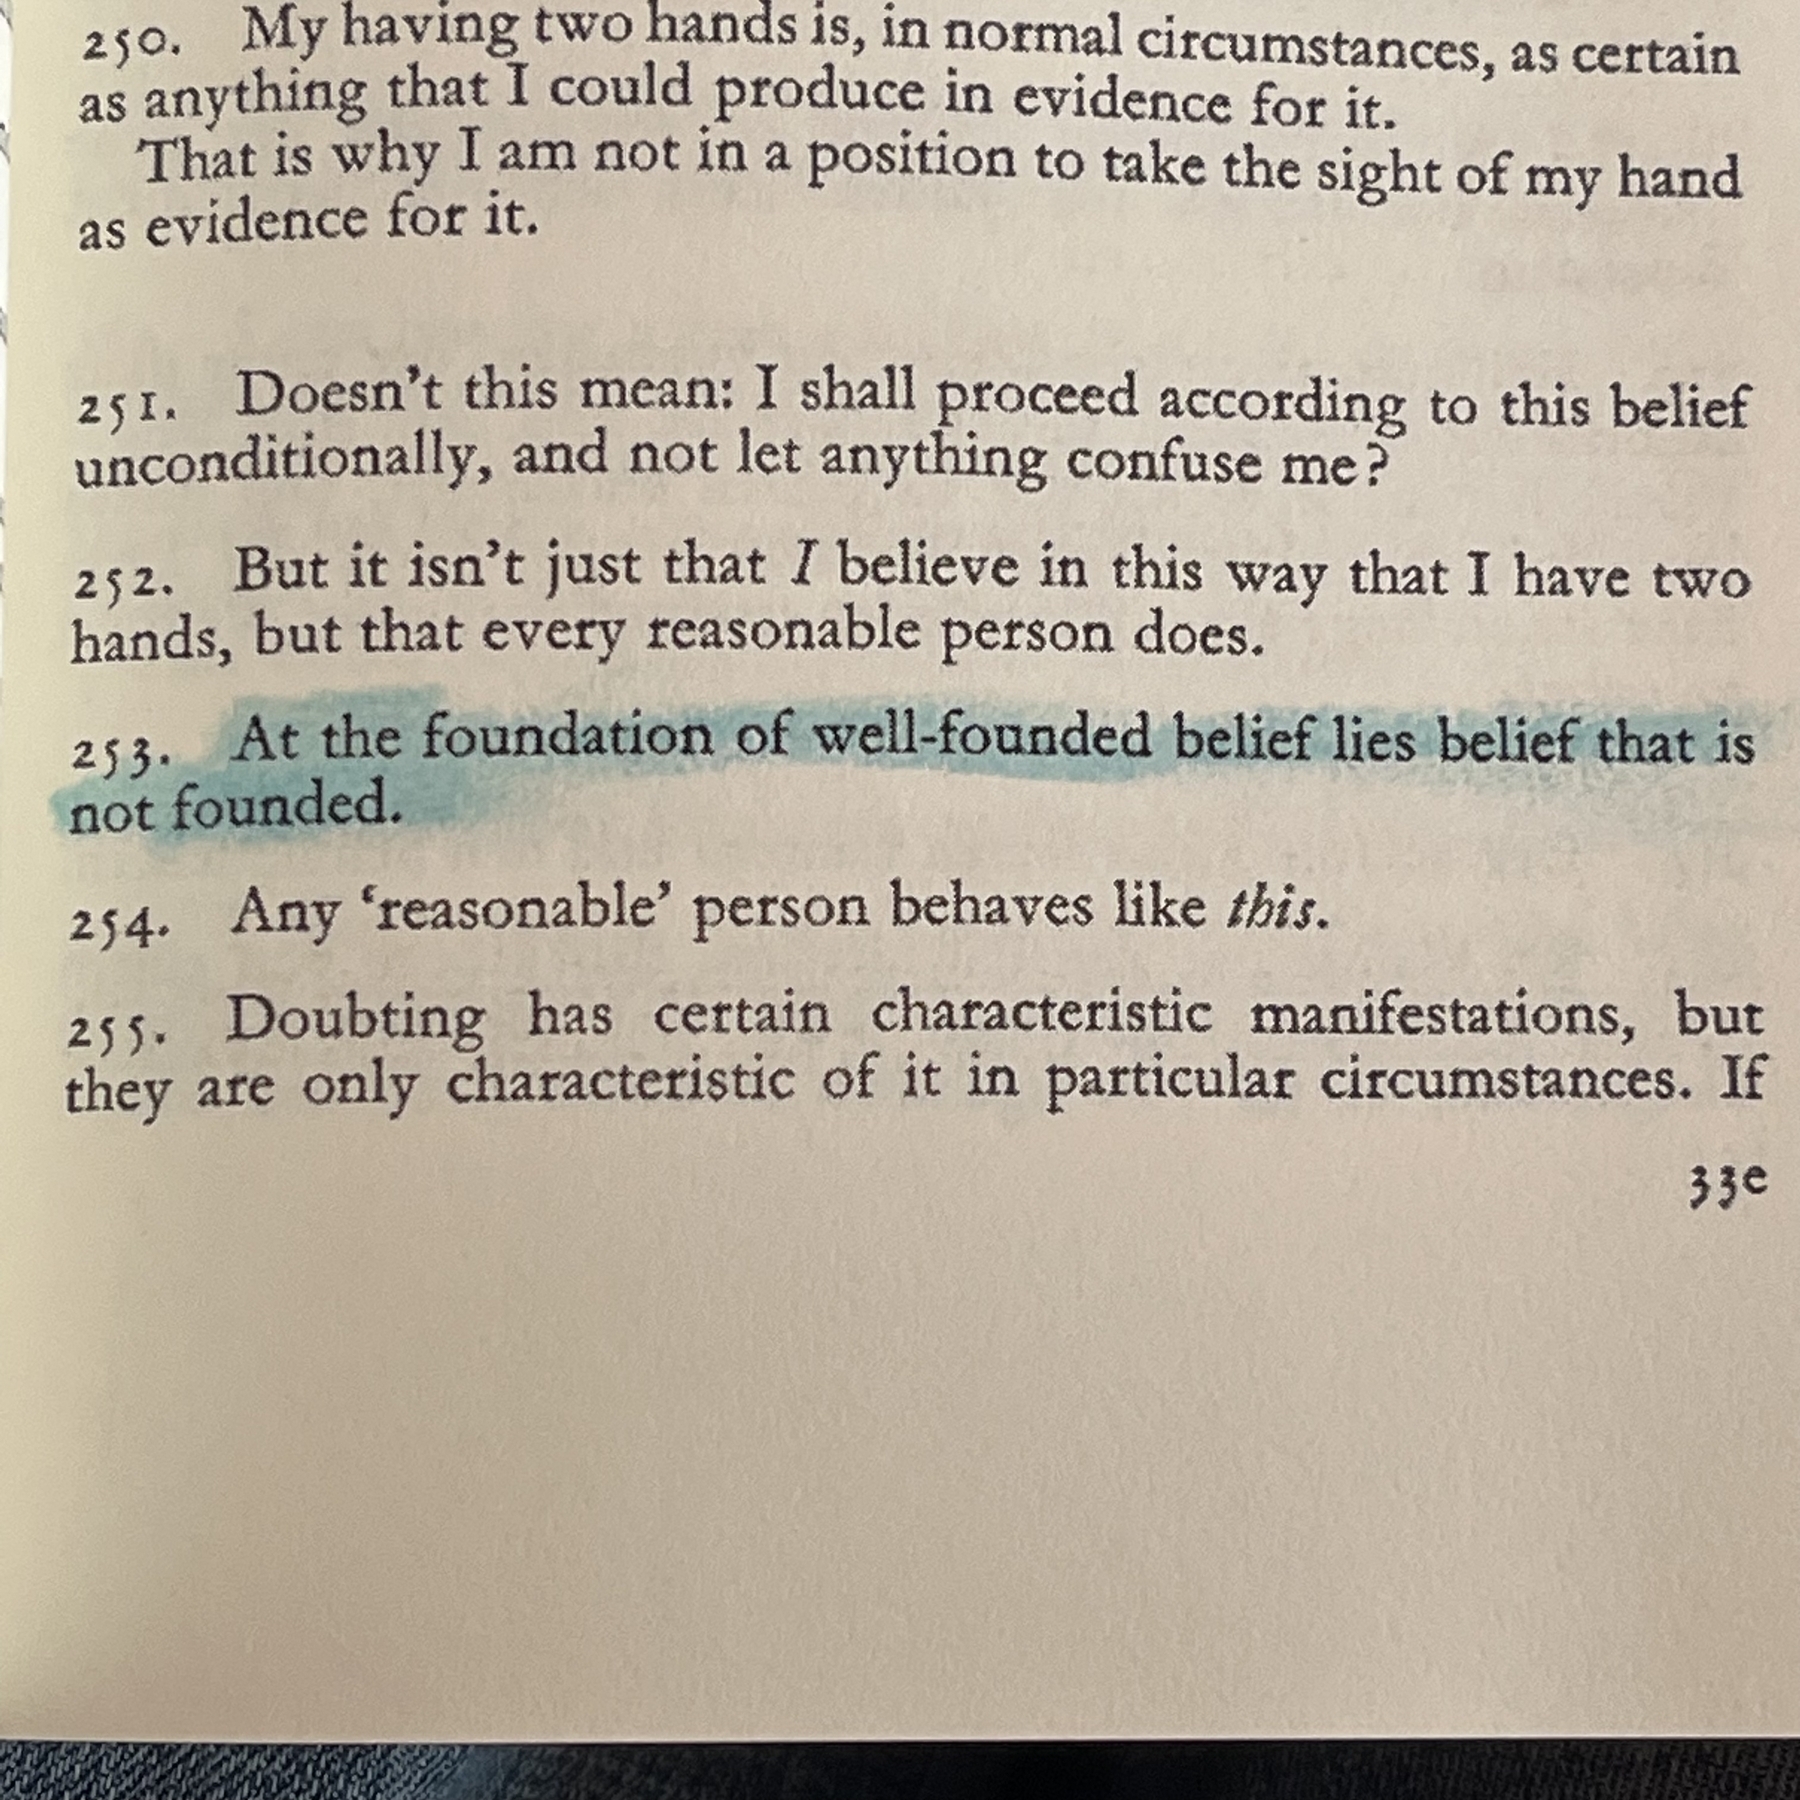 250. My having two hands is, in normal circumstances, as certain
as anything that I could produce in evidence for it.
That is why I am not in a position to take the sight of my hand
as evidence for it.
251. Doesn't this mean: I shall proceed according to this belief
unconditionally, and not let anything confuse me?
252. But it isn't just that I believe in this way that I have two
hands, but that every reasonable person does.
253. At the foundation of well-founded belief lies belief that is
not founded.
254. Any ‘reasonable’ person behaves like this.
255. Doubting has certain characteristic manifestations, but
they are only characteristic of it in particular circumstances. If
33e